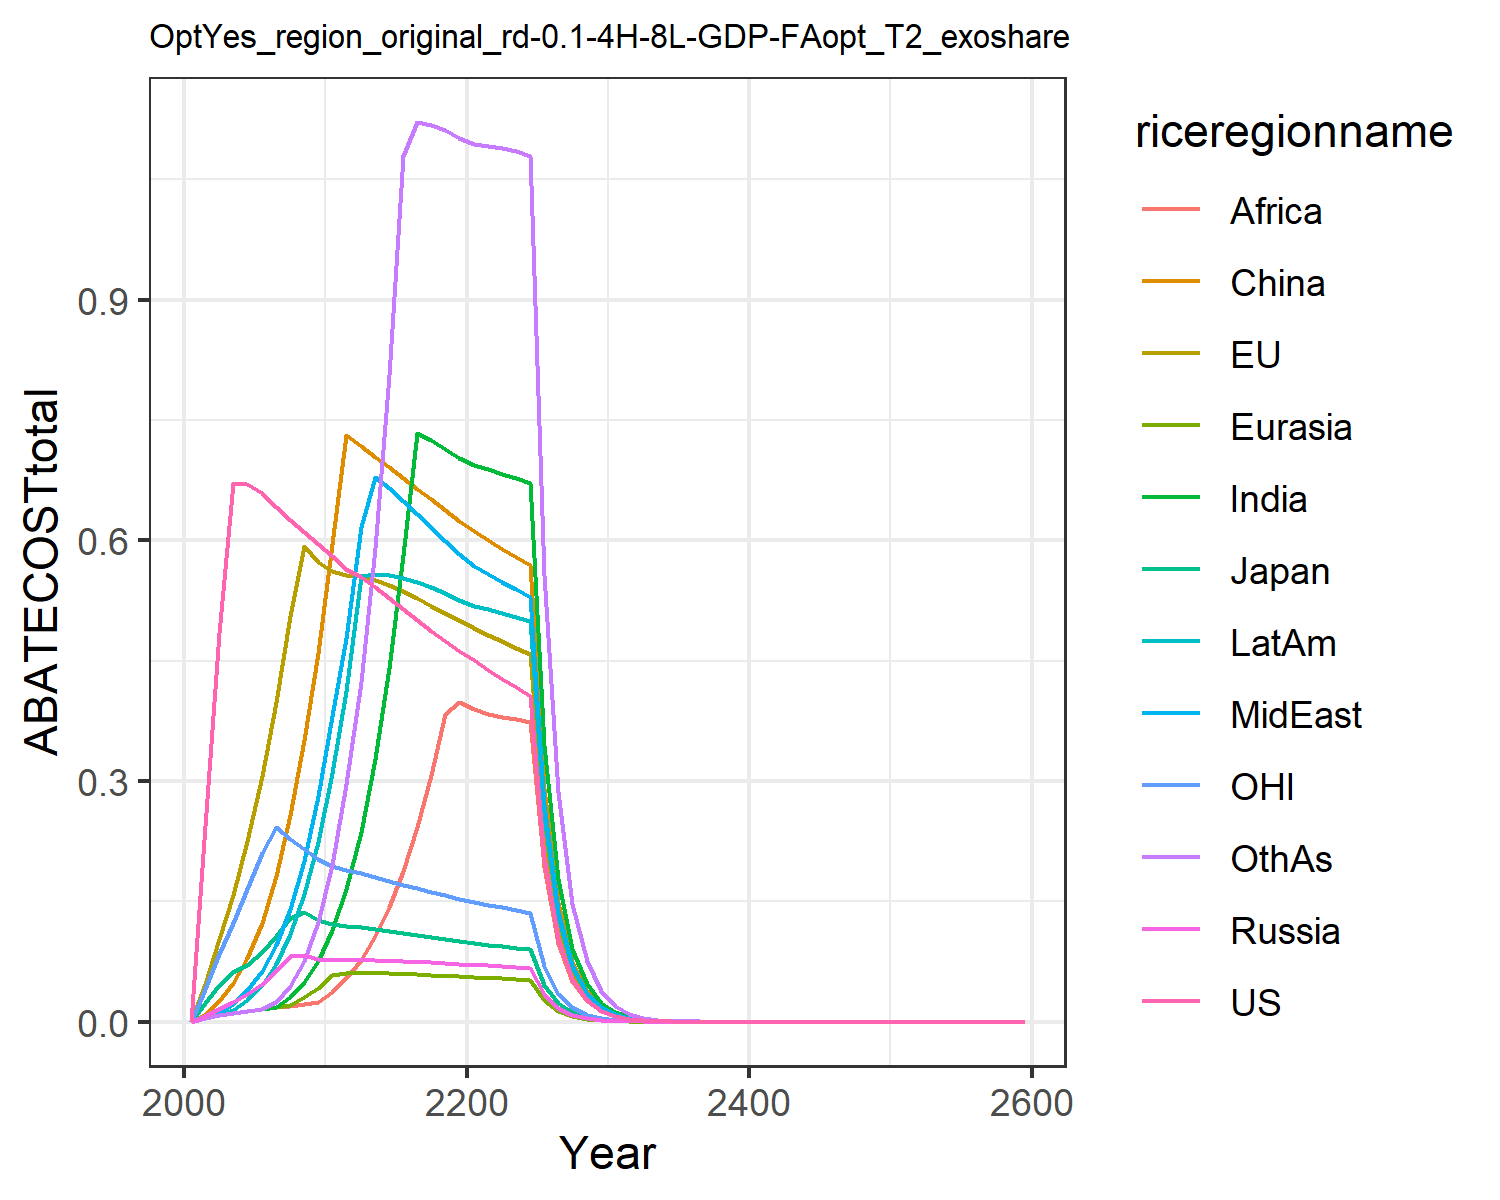 OptYes_region_original_rd-0.1-4H-8L-GDP-FAopt_T2_exoshare
ABATECOSTtotal
0.9
0.6
0.3
0.0
2000
2200
2400
2600
Year
riceregionname
Africa
China
EU
Eurasia
India
Japan
LatAm
MidEast
OHI
OthAs
Russia
US